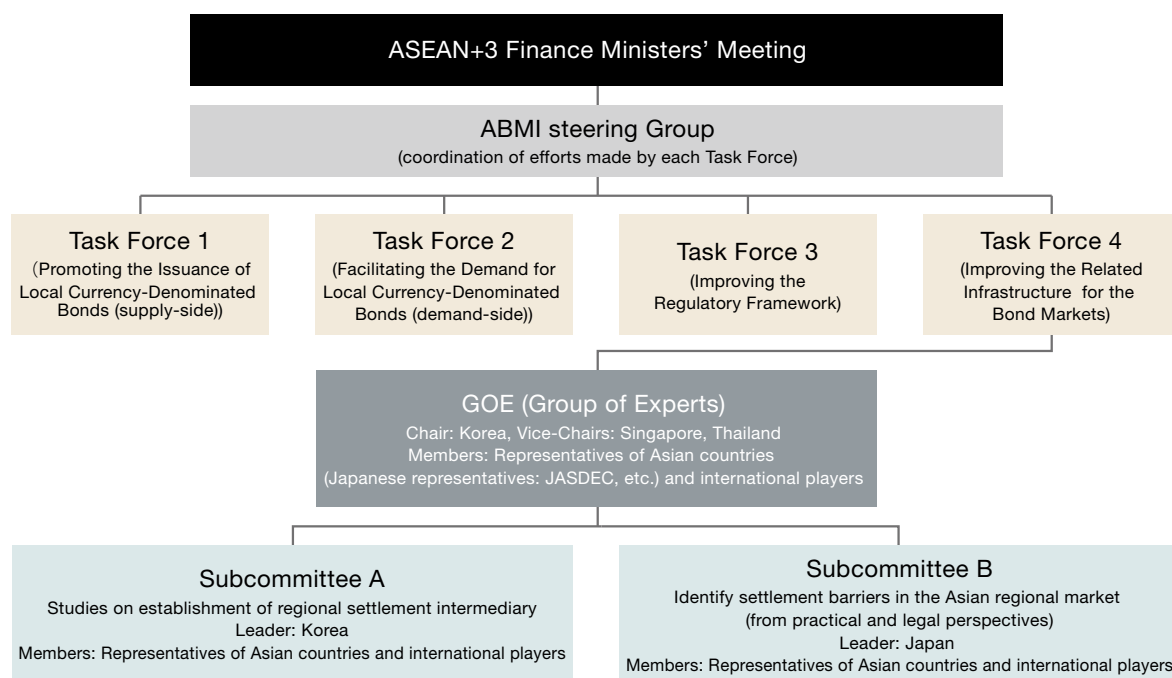 ASEAN+3 Finance Ministers’ Meeting
ABMI steering Group
(coordination of efforts made by each Task Force)
Task Force 1
(Promoting the Issuance of
Local Currency-Denominated
Bonds (supply-side))
Task Force 2
(Facilitating the Demand for
Local Currency-Denominated
Bonds (demand-side))
Task Force 3
(Improving the
Regulatory Framework)
Task Force 4
(Improving the Related
Infrastructure for the
Bond Markets)
GOE (Group of Experts)
Chair: Korea, Vice-Chairs: Singapore, Thailand
Members: Representatives of Asian countries
(Japanese representatives: JASDEC, etc.) and international players
Subcommittee A
Studies on establishment of regional settlement intermediary
Leader: Korea
Members: Representatives of Asian countries and international players
Subcommittee B
Identify settlement barriers in the Asian regional market
(from practical and legal perspectives)
Leader: Japan
Members: Representatives of Asian countries and international players